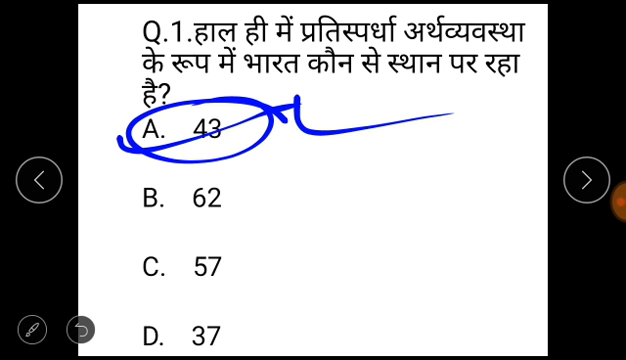 Q.1.हाल ही में प्रतिस्पर्धा अर्थव्यवस्था
के रूप में भारत कौन से स्थान पर रहा
है?
A. 43
B. 62
C. 57
D. 37